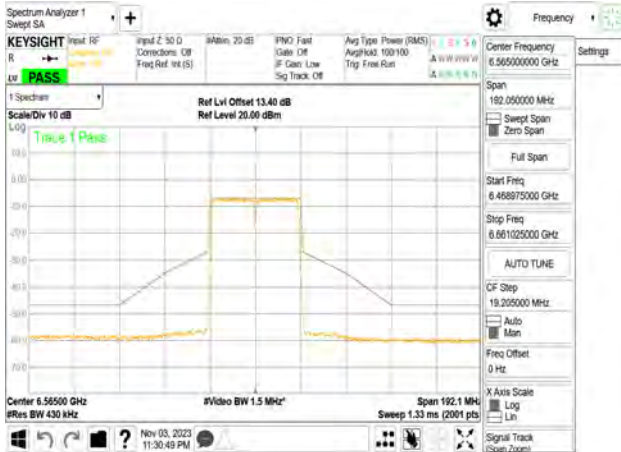 Spectrum Analyzer 1
Swept SA
Frequency
KEYSIGHT
Input: RF
R
LV
PASS
Input Z: 50 Ω
Corrections: Off
Freq Ref: Int (S)
#Atten: 20 dB
PNO: Fast
Gate: Off
IF Gain: Low
Sig Track: Off
Avg Type: Power (RMS)
Avg|Hold: 100/100
Trig: Free Run
Center Frequency
6.565000000 GHz
Settings
Span
192.050000 MHz
Swept Span
Zero Span
Full Span
Start Freq
6.468975000 GHz
Stop Freq
6.661025000 GHz
AUTO TUNE
CF Step
19.205000 MHz
Auto
Man
Freq Offset
0 Hz
X Axis Scale
Log
Lin
Signal Track
(Span Zoom)
1 Spectrum
Scale/Div 10 dB
Log
Ref Lvl Offset 13.40 dB
Ref Level 20.00 dBm
Trace 1 Pass
10.0
0.00
Center 6.56500 GHz
#Res BW 430 kHz
#Video BW 1.5 MHz*
Span 192.1 MHz
Sweep 1.33 ms (2001 pts
?
Nov 03, 2023
11:30:49 PM